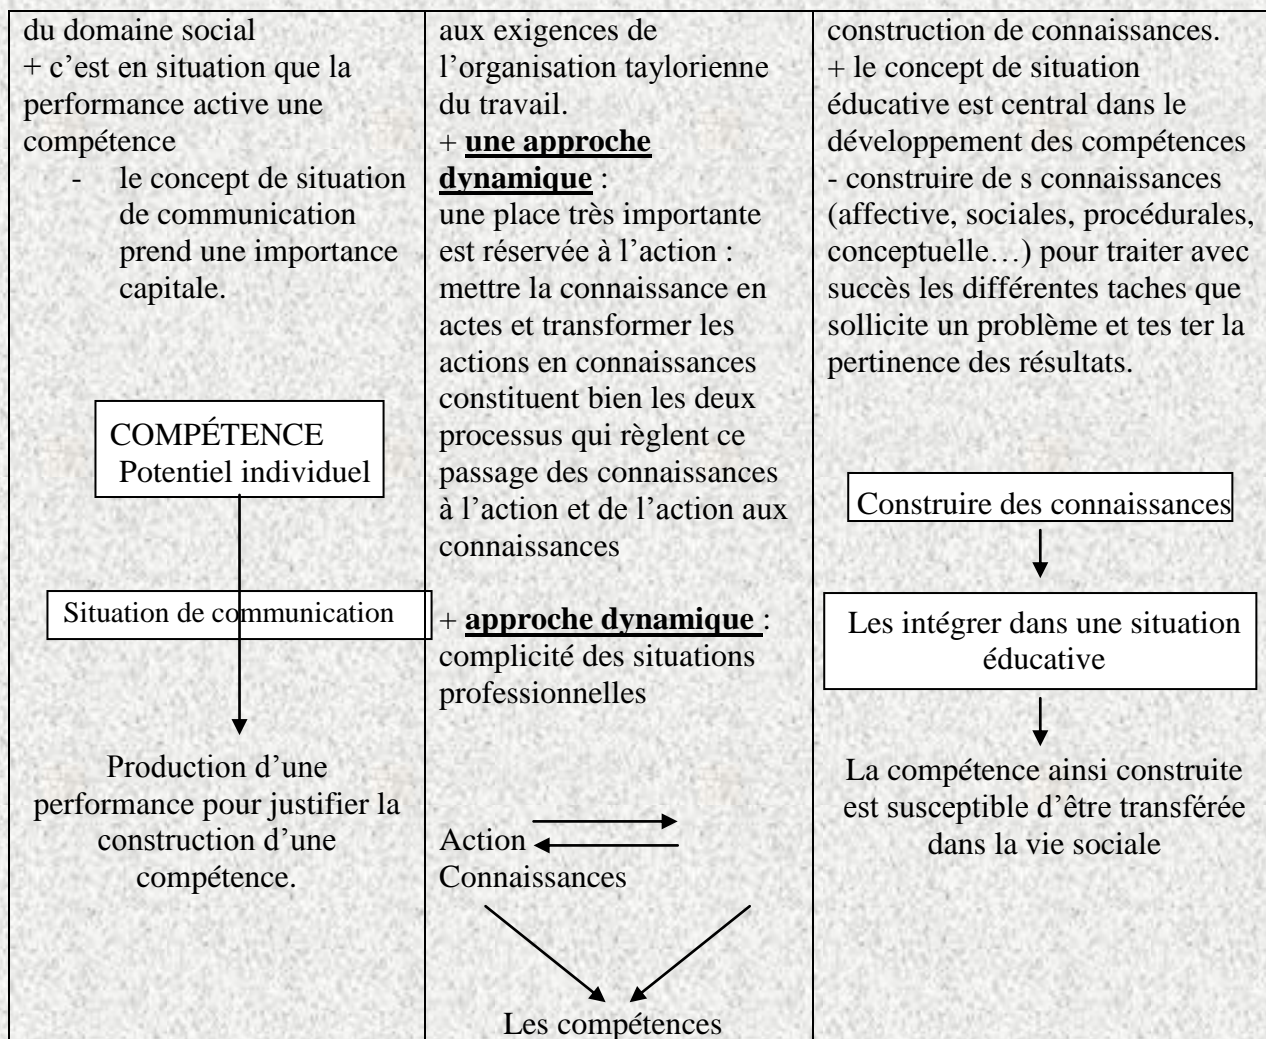 du domaine social
+ c’est en situation que la
performance active une
compétence
- le concept de situation
de communication
prend une importance
capitale.
COMPÉTENCE
Potentiel individuel
Situation de communication
Production d’une
performance pour justifier la
construction d’une
compétence.
aux exigences de
l’organisation taylorienne
du travail.
+ une approche
dynamique :
une place très importante
est réservée à l’action :
mettre la connaissance en
actes et transformer les
actions en connaissances
constituent bien les deux
processus qui règlent ce
passage des connaissances
à l’action et de l’action aux
connaissances
+ approche dynamique :
complicité des situations
professionnelles
Action
Connaissances
Les compétences
construction de connaissances.
+ le concept de situation
éducative est central dans le
développement des compétences
- construire de s connaissances
(affective, sociales, procédurales,
conceptuelle…) pour traiter avec
succès les différentes taches que
sollicite un problème et tes ter la
pertinence des résultats.
Construire des connaissances
Les intégrer dans une situation
éducative
La compétence ainsi construite
est susceptible d’être transférée
dans la vie sociale